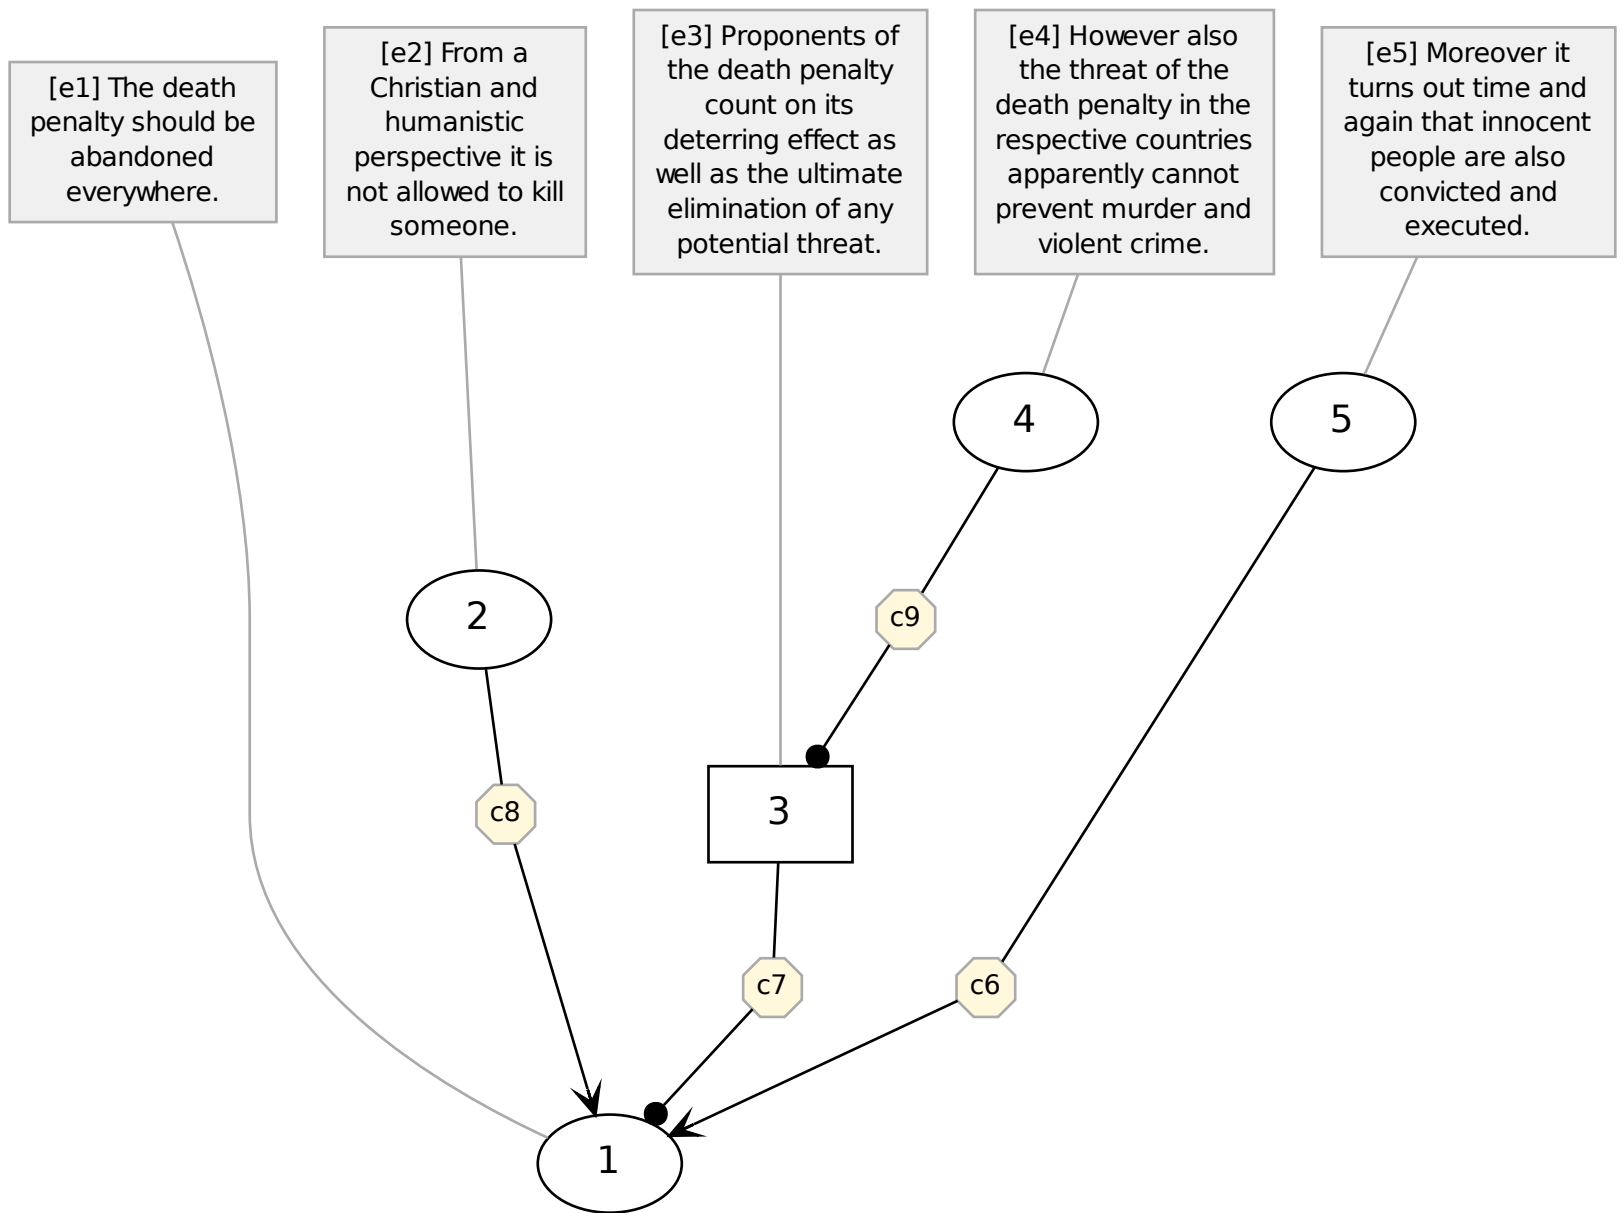 [e1] The death
penalty should be
abandoned
everywhere.
[e2] From a
Christian and
humanistic
perspective it is
not allowed to kill
someone.
[e3] Proponents of
the death penalty
count on its
deterring effect as
well as the ultimate
elimination of any
potential threat.
[e4] However also
the threat of the
death penalty in the
respective countries
apparently cannot
prevent murder and
violent crime.
[e5] Moreover it
turns out time and
again that innocent
people are also
convicted and
executed.
4
5
2
c9
c8
3
c7
c6
1